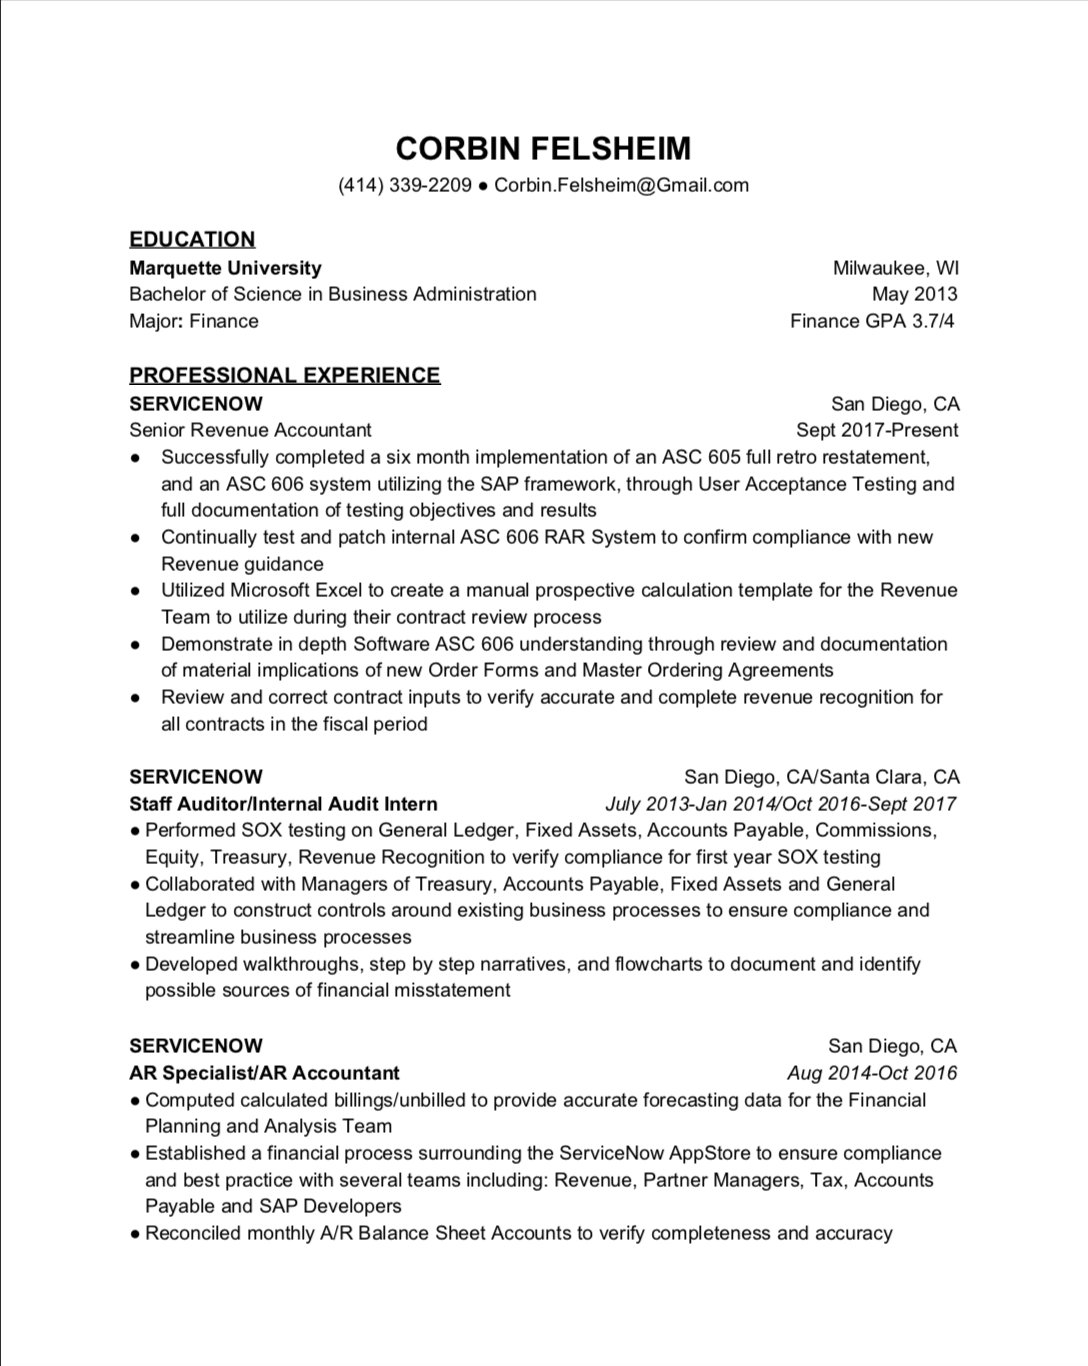 CORBIN FELSHEIM
(414) 339-2209 ● Corbin.Felsheim@Gmail.com
EDUCATION
Marquette University Milwaukee, WI
Bachelor of Science in Business Administration May 2013
Major: Finance Finance GPA 3.7/4
PROFESSIONAL EXPERIENCE
SERVICENOW San Diego, CA
Senior Revenue Accountant Sept 2017-Present
● Successfully completed a six month implementation of an ASC 605 full retro restatement,
and an ASC 606 system utilizing the SAP framework, through User Acceptance Testing and
full documentation of testing objectives and results
● Continually test and patch internal ASC 606 RAR System to confirm compliance with new
Revenue guidance
● Utilized Microsoft Excel to create a manual prospective calculation template for the Revenue
Team to utilize during their contract review process
● Demonstrate in depth Software ASC 606 understanding through review and documentation
of material implications of new Order Forms and Master Ordering Agreements
● Review and correct contract inputs to verify accurate and complete revenue recognition for
all contracts in the fiscal period
SERVICENOW San Diego, CA/Santa Clara, CA
Staff Auditor/Internal Audit Intern July 2013-Jan 2014/Oct 2016-Sept 2017
● Performed SOX testing on General Ledger, Fixed Assets, Accounts Payable, Commissions,
Equity, Treasury, Revenue Recognition to verify compliance for first year SOX testing
● Collaborated with Managers of Treasury, Accounts Payable, Fixed Assets and General
Ledger to construct controls around existing business processes to ensure compliance and
streamline business processes
● Developed walkthroughs, step by step narratives, and flowcharts to document and identify
possible sources of financial misstatement
SERVICENOW San Diego, CA
AR Specialist/AR Accountant Aug 2014-Oct 2016
● Computed calculated billings/unbilled to provide accurate forecasting data for the Financial
Planning and Analysis Team
● Established a financial process surrounding the ServiceNow AppStore to ensure compliance
and best practice with several teams including: Revenue, Partner Managers, Tax, Accounts
Payable and SAP Developers
● Reconciled monthly A/R Balance Sheet Accounts to verify completeness and accuracy